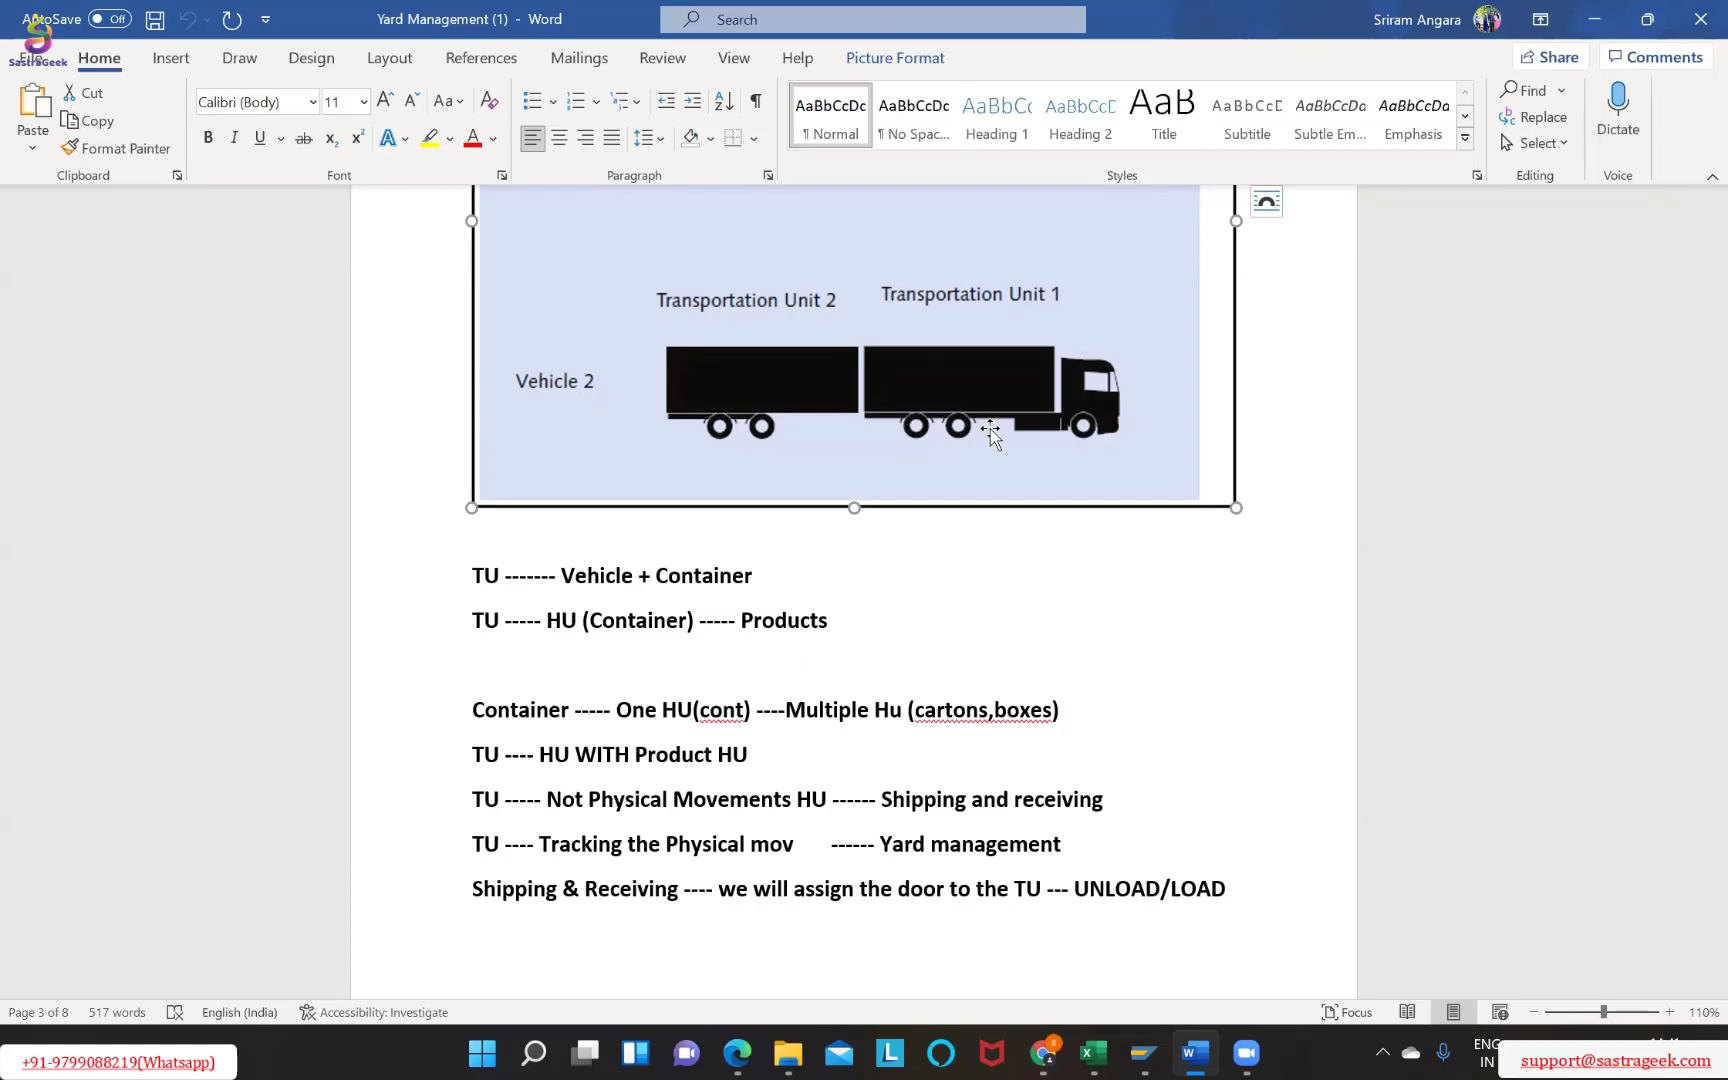 AutoSave Off
Yard Management (1) - Word
Search
Sriram Angara
SastraGeek
File Home Insert Draw Design Layout References Mailings Review View Help Picture Format
Share Comments
Paste
Cut
Copy
Format Painter
Calibri (Body) 11
Aa
B I U ab x₂ x² A A
¶
AaBbCcDc AaBbCcDc AaBbCc AaBbCcD AaB AaBbCcD AaBbCcDa AaBbCcDa
¶ Normal ¶ No Spac... Heading 1 Heading 2 Title Subtitle Subtle Em... Emphasis
Find
Replace
Select
Dictate
Clipboard Font Paragraph Styles Editing Voice
Transportation Unit 2 Transportation Unit 1
Vehicle 2
TU ------- Vehicle + Container
TU ----- HU (Container) ----- Products
Container ----- One HU(cont) ----Multiple Hu (cartons,boxes)
TU ---- HU WITH Product HU
TU ----- Not Physical Movements HU ------ Shipping and receiving
TU ---- Tracking the Physical mov ------ Yard management
Shipping & Receiving ---- we will assign the door to the TU --- UNLOAD/LOAD
Page 3 of 8 517 words English (India) Accessibility: Investigate Focus 110%
+91-9799088219(Whatsapp)
ENG
IN
support@sastrageek.com